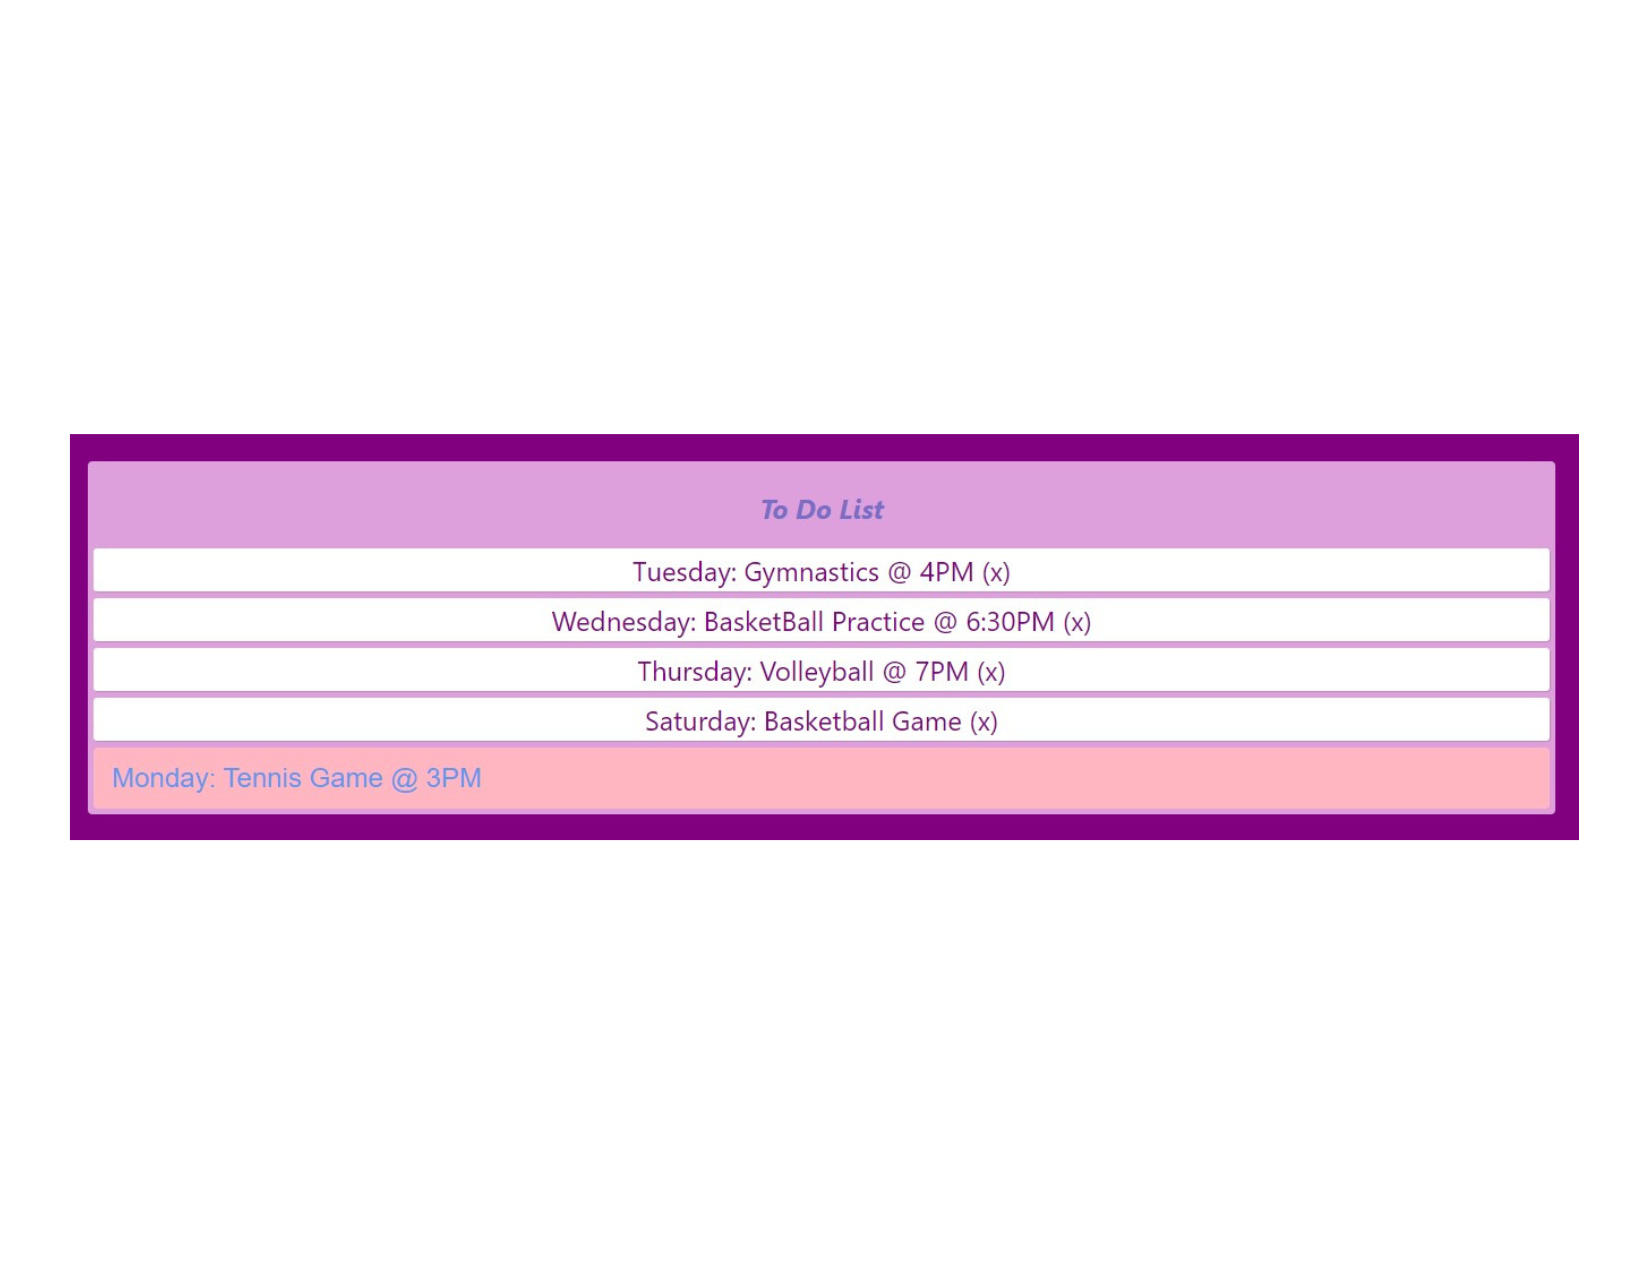 To Do List
Tuesday: Gymnastics @ 4PM (x)
Wednesday: BasketBall Practice @ 6:30PM (x)
Thursday: Volleyball @ 7PM (x)
Saturday: Basketball Game (x)
Monday: Tennis Game @ 3PM